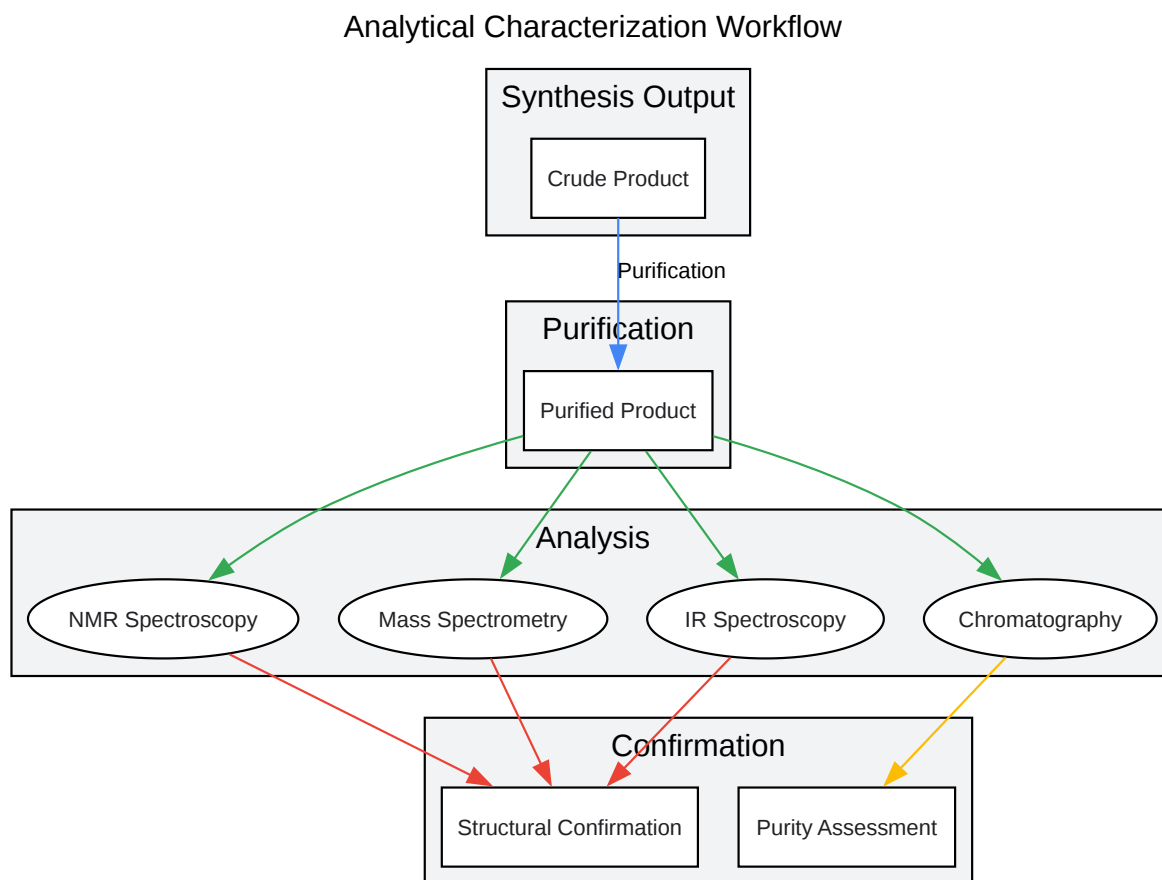 Analytical Characterization Workflow
Synthesis Output
Crude Product
Purification
Purification
Purified Product
Analysis
NMR Spectroscopy
Mass Spectrometry
IR Spectroscopy
Chromatography
Confirmation
Structural Confirmation
Purity Assessment